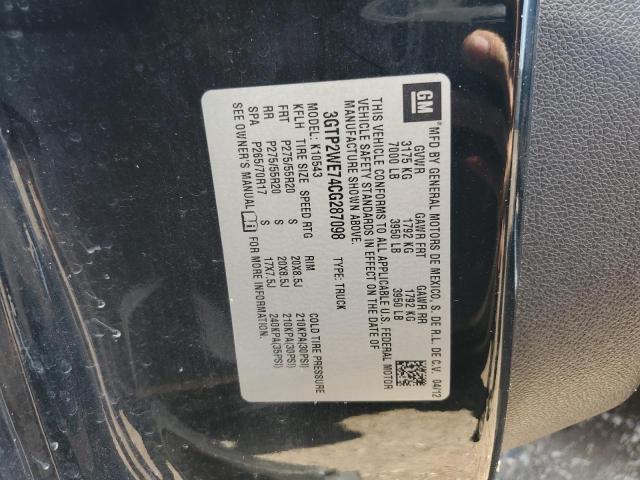 GM
MFD BY GENERAL MOTORS DE MEXICO, S. DE R.L. DE C.V. 04/12
GVWR GAWR FRT GAWR RR
3175 KG 1792 KG 1792 KG
7000 LB 3950 LB 3950 LB
THIS VEHICLE CONFORMS TO ALL APPLICABLE U.S. FEDERAL MOTOR
VEHICLE SAFETY STANDARDS IN EFFECT ON THE DATE OF
MANUFACTURE SHOWN ABOVE.
3GTP2WE74CG287098 TYPE: TRUCK
MODEL: K10543
KFLH TIRE SIZE SPEED RTG RIM COLD TIRE PRESSURE
FRT P275/55R20 S 20X8.5J 210KPA(30PSI)
RR P275/55R20 S 20X8.5J 210KPA(30PSI)
SPA P265/70R17 S 17X7.5J 240KPA(35PSI)
SEE OWNER'S MANUAL FOR MORE INFORMATION.